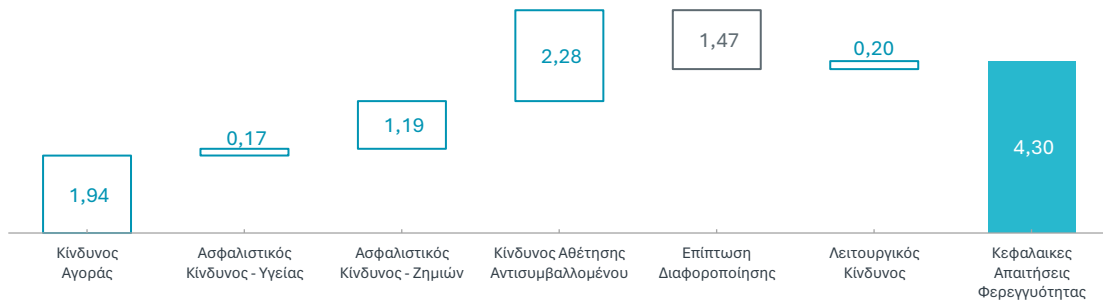 1,94
0,17
1,19
2,28
1,47
0,20
4,30
Κίνδυνος
Αγοράς
Ασφαλιστικός
Κίνδυνος - Υγείας
Ασφαλιστικός
Κίνδυνος - Ζημιών
Κίνδυνος Αθέτησης
Αντισυμβαλλομένου
Επίπτωση
Διαφοροποίησης
Λειτουργικός
Κίνδυνος
Κεφαλαικες
Απαιτήσεις
Φερεγγυότητας